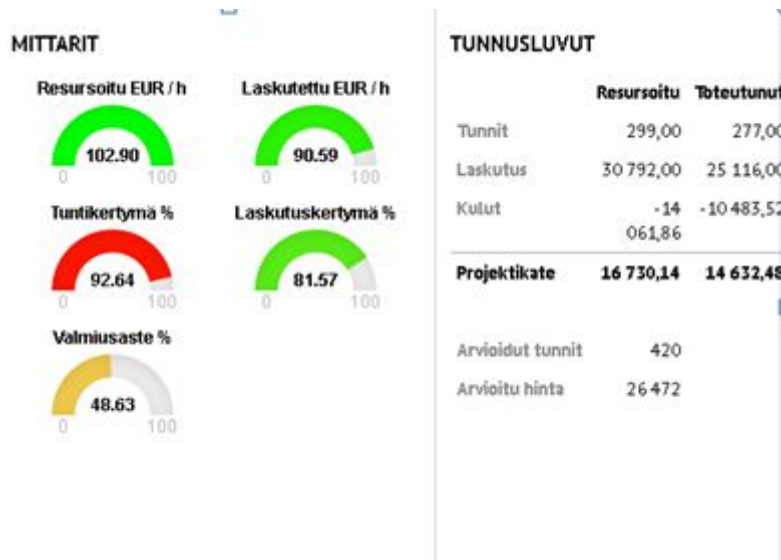 MITTARIT
Resursoitu EUR / h Laskutettu EUR / h
102.90 90.59
0 100 0 100
Tuntikertymä % Laskutuskertymä %
92.64 81.57
0 100 0 100
Valmiusaste %
48.63
0 100
TUNNUSLUVUT
Resursoitu Toteutunut
Tunnit 299,00 277,00
Laskutus 30 792,00 25 116,00
Kulut -14 -10 483,52
061,86
Projektikate 16 730,14 14 632,48
Arvioidut tunnit 420
Arvioitu hinta 26 472